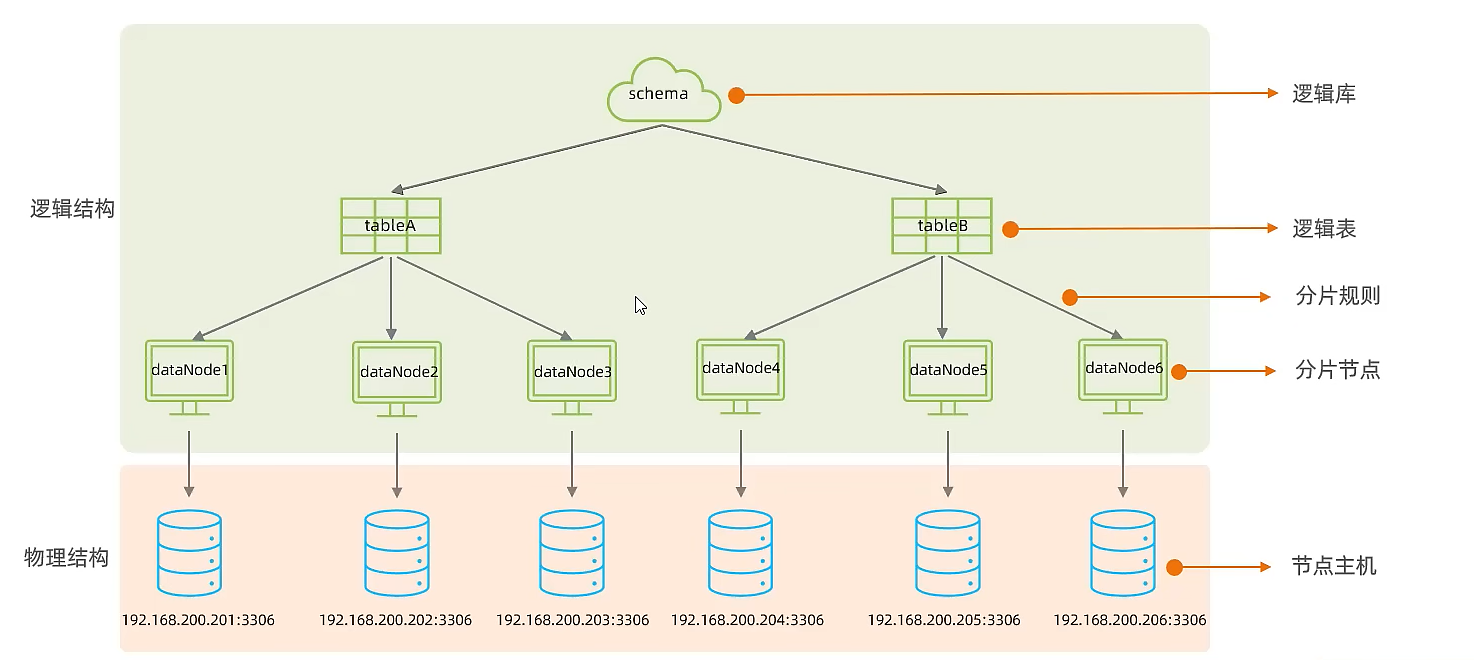 schema
逻辑库
逻辑结构
tableA
tableB
逻辑表
分片规则
dataNode1
dataNode2
dataNode3
dataNode4
dataNode5
dataNode6
分片节点
物理结构
节点主机
192.168.200.201:3306
192.168.200.202:3306
192.168.200.203:3306
192.168.200.204:3306
192.168.200.205:3306
192.168.200.206:3306